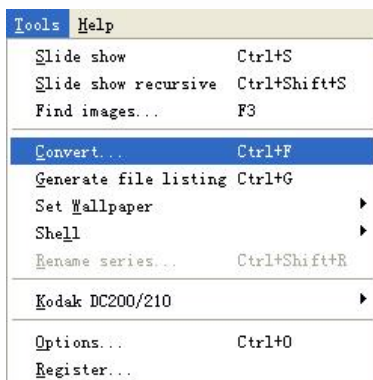 Tools Help
Slide show Ctrl+S
Slide show recursive Ctrl+Shift+S
Find images... F3
Convert... Ctrl+F
Generate file listing Ctrl+G
Set Wallpaper
Shell
Rename series... Ctrl+Shift+R
Kodak DC200/210
Options... Ctrl+O
Register...